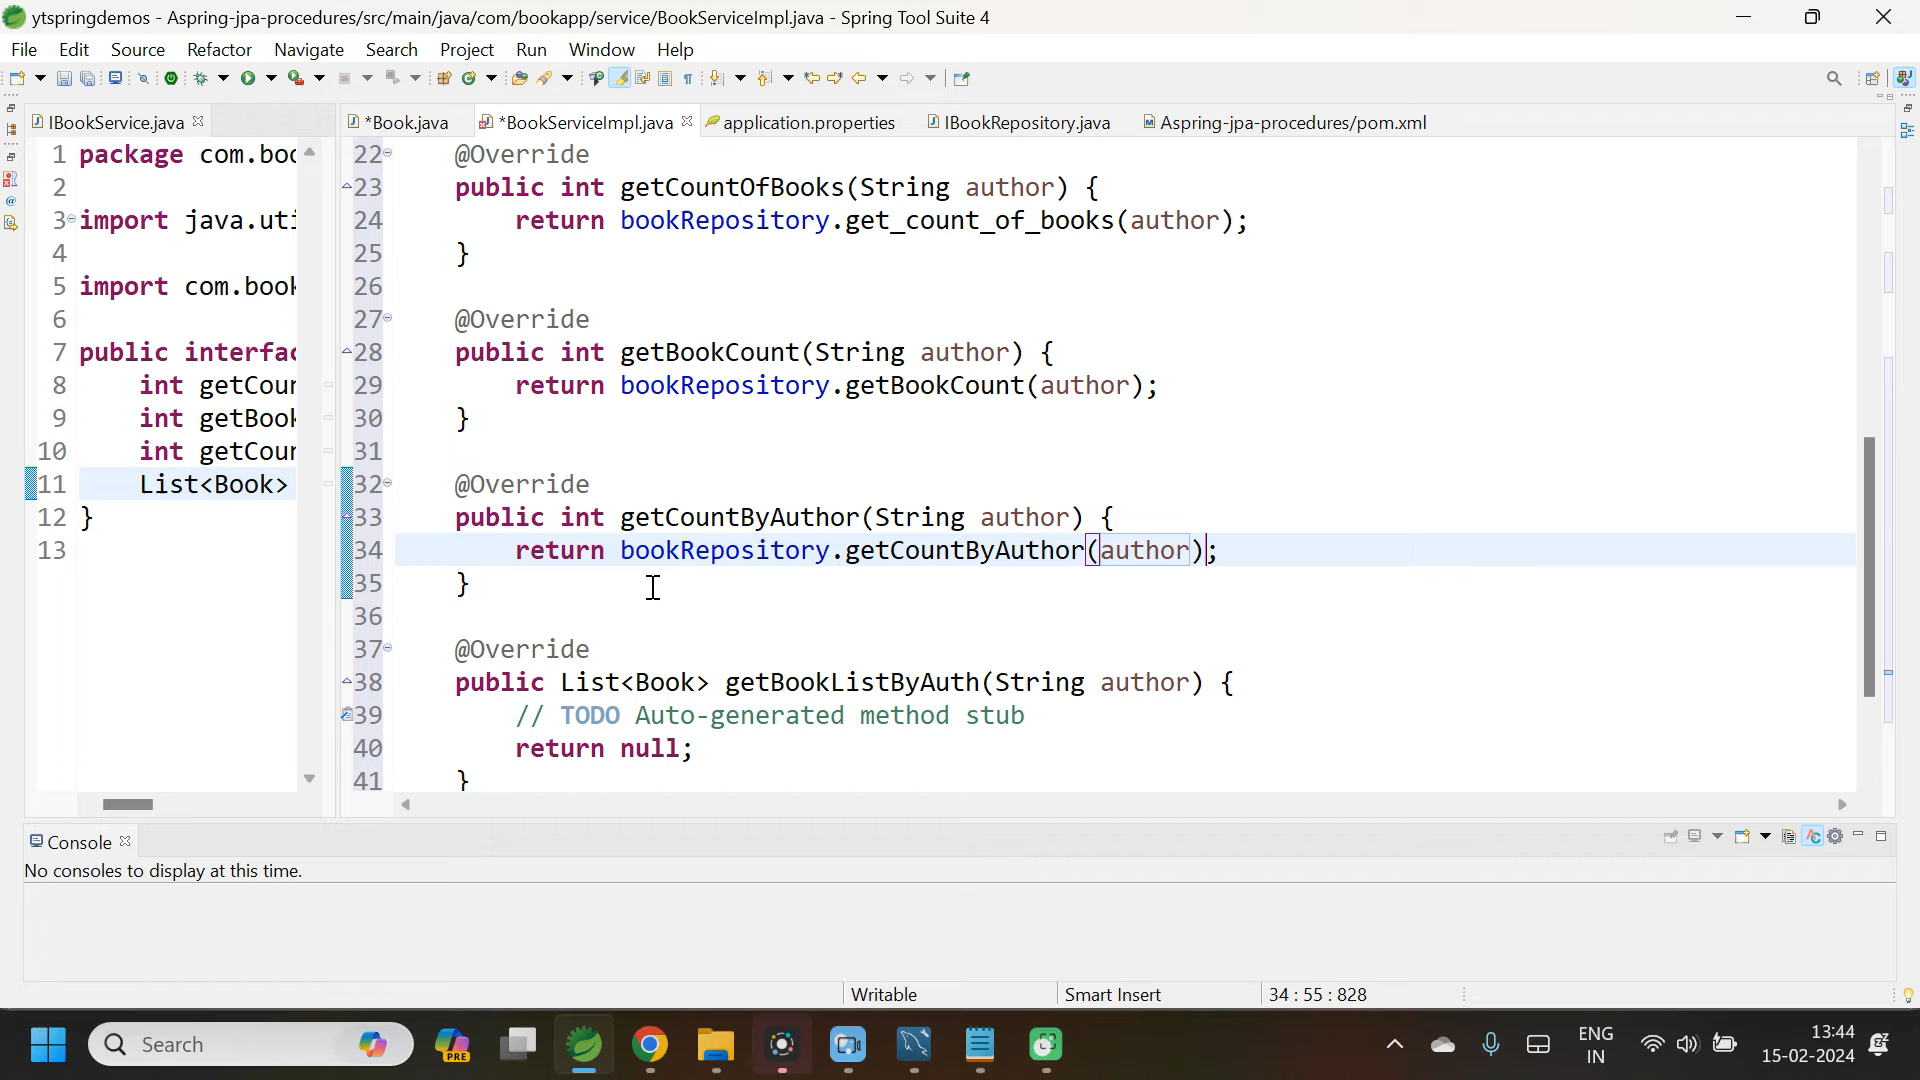 ytspringdemos - Aspring-jpa-procedures/src/main/java/com/bookapp/service/BookServiceImpl.java - Spring Tool Suite 4
File Edit Source Refactor Navigate Search Project Run Window Help
IBookService.java
*Book.java *BookServiceImpl.java application.properties IBookRepository.java Aspring-jpa-procedures/pom.xml
1 package com.boo
2
3 import java.uti
4
5 import com.book
6
7 public interfac
8 int getCoun
9 int getBook
10 int getCoun
11 List<Book>
12 }
13
22 @Override
23 public int getCountOfBooks(String author) {
24 return bookRepository.get_count_of_books(author);
25 }
26
27 @Override
28 public int getBookCount(String author) {
29 return bookRepository.getBookCount(author);
30 }
31
32 @Override
33 public int getCountByAuthor(String author) {
34 return bookRepository.getCountByAuthor(author);
35 }
36
37 @Override
38 public List<Book> getBookListByAuth(String author) {
39 // TODO Auto-generated method stub
40 return null;
41 }
Console
No consoles to display at this time.
Writable Smart Insert 34 : 55 : 828
Search
PRE
ENG
IN
13:44
15-02-2024